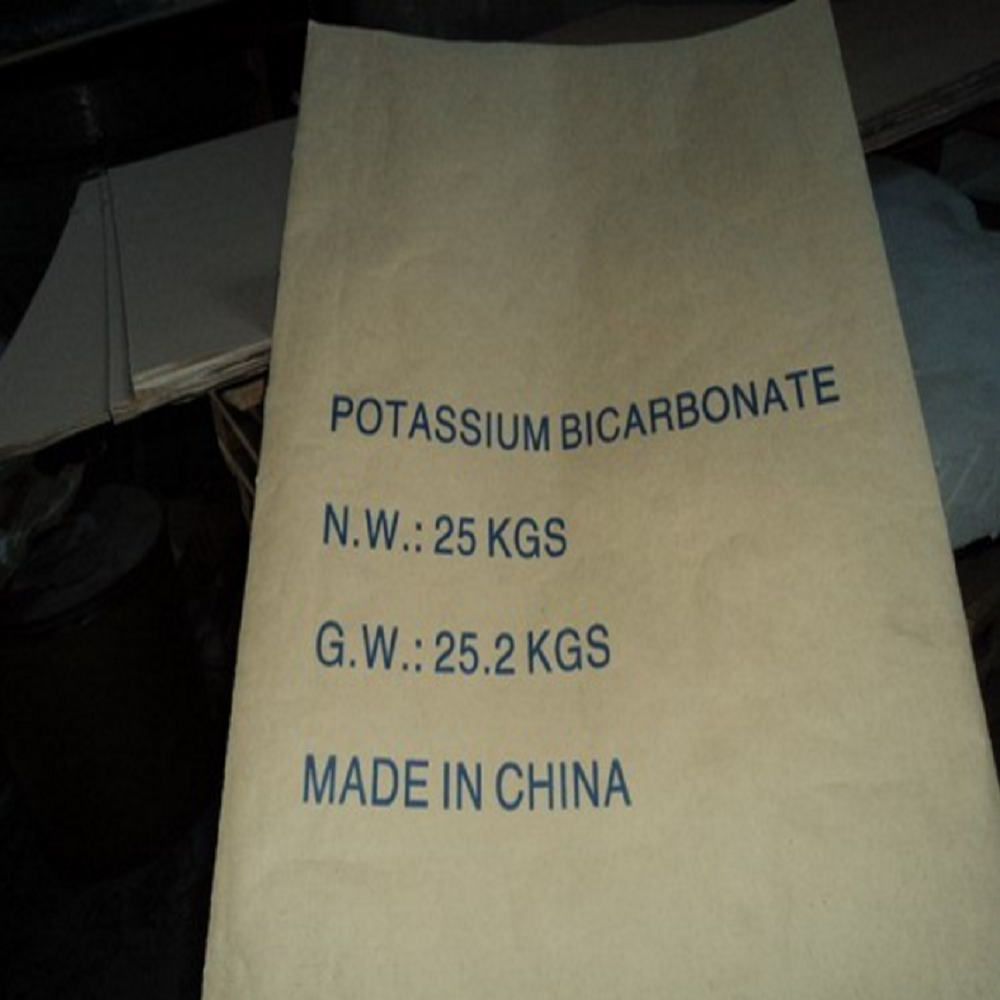 POTASSIUM BICARBONATE
N.W.: 25 KGS
G.W.: 25.2 KGS
MADE IN CHINA